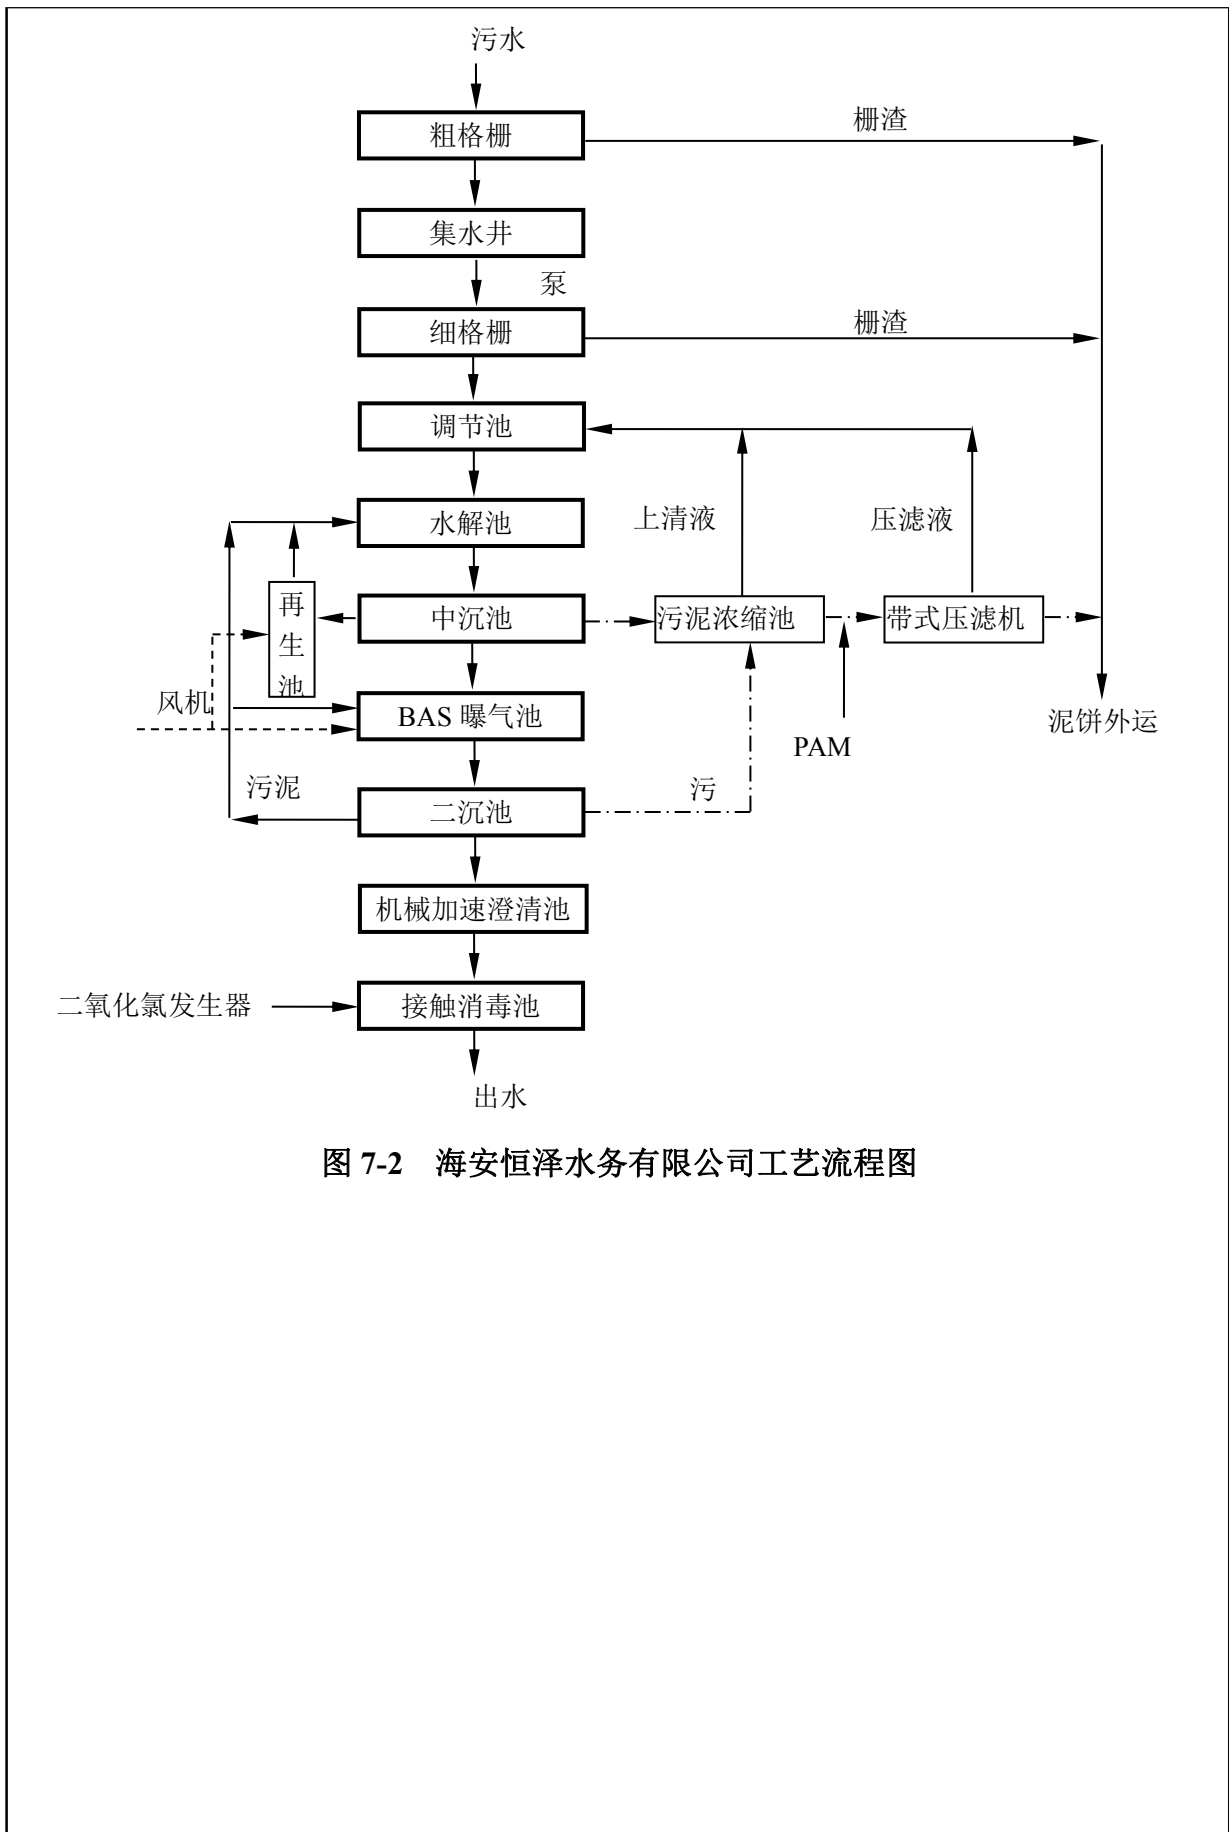 污水
粗格栅
栅渣
集水井
泵
细格栅
栅渣
调节池
水解池
上清液
压滤液
再生池
中沉池
污泥浓缩池
带式压滤机
风机
BAS 曝气池
泥饼外运
PAM
污泥
二沉池
污
机械加速澄清池
二氧化氯发生器
接触消毒池
出水
图 7-2 海安恒泽水务有限公司工艺流程图